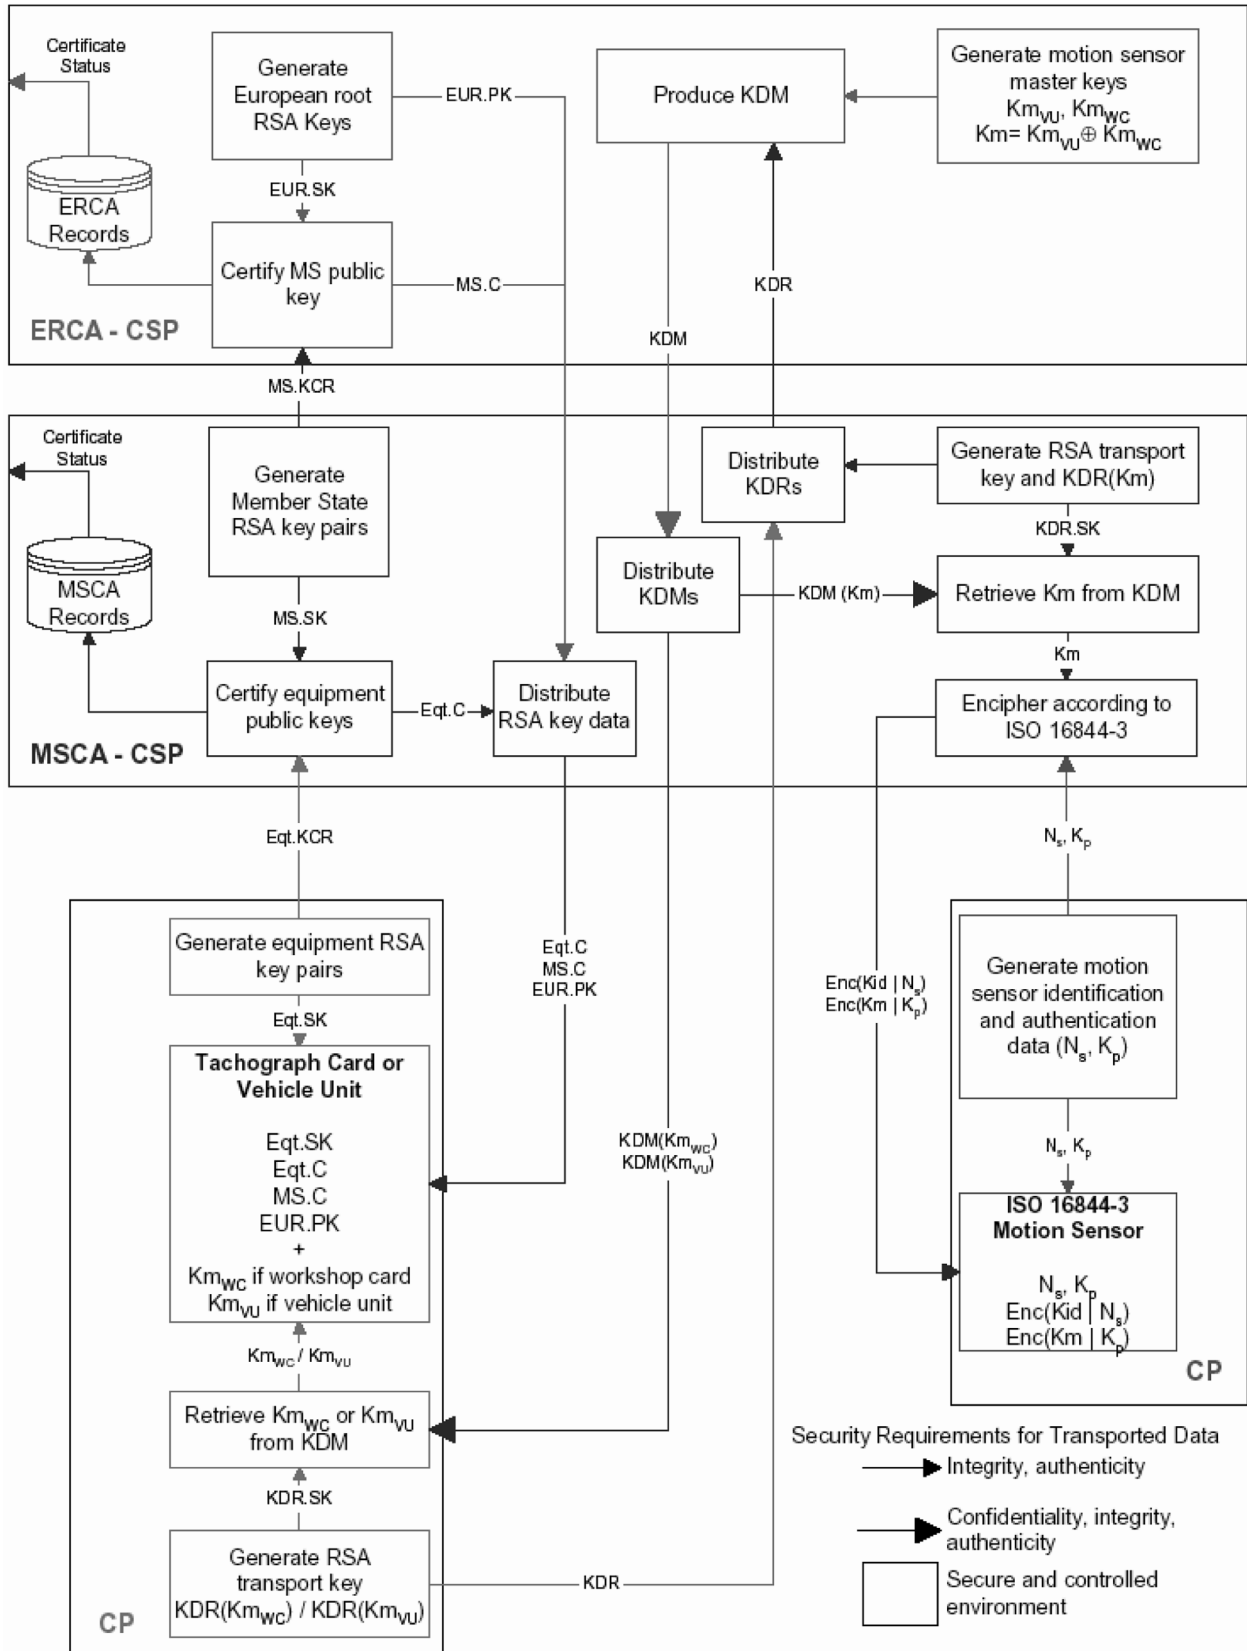 Certificate
Status
Generate
European root
RSA Keys
EUR.PK
Produce KDM
Generate motion sensor
master keys
Km_VU, Km_WC
Km= Km_VU ⊕ Km_WC
EUR.SK
ERCA
Records
Certify MS public
key
MS.C
KDR
KDM
ERCA - CSP
MS.KCR
Certificate
Status
Generate
Member State
RSA key pairs
Distribute
KDRs
Generate RSA transport
key and KDR(Km)
KDR.SK
MSCA
Records
MS.SK
Distribute
KDMs
KDM (Km)
Retrieve Km from KDM
Km
Certify equipment
public keys
Eqt.C
Distribute
RSA key data
Encipher according to
ISO 16844-3
MSCA - CSP
Eqt.KCR
N_s, K_p
Generate equipment RSA
key pairs
Eqt.SK
Eqt.C
MS.C
EUR.PK
Enc(Kid | N_s)
Enc(Km | K_p)
Generate motion
sensor identification
and authentication
data (N_s, K_p)
Tachograph Card or
Vehicle Unit
Eqt.SK
Eqt.C
MS.C
EUR.PK
+
Km_WC if workshop card
Km_VU if vehicle unit
KDM(Km_WC)
KDM(Km_VU)
N_s, K_p
ISO 16844-3
Motion Sensor
N_s, K_p
Enc(Kid | N_s)
Enc(Km | K_p)
CP
Km_WC / Km_VU
Retrieve Km_WC or Km_VU
from KDM
KDR.SK
Generate RSA
transport key
KDR(Km_WC) / KDR(Km_VU)
KDR
CP
Security Requirements for Transported Data
Integrity, authenticity
Confidentiality, integrity,
authenticity
Secure and controlled
environment